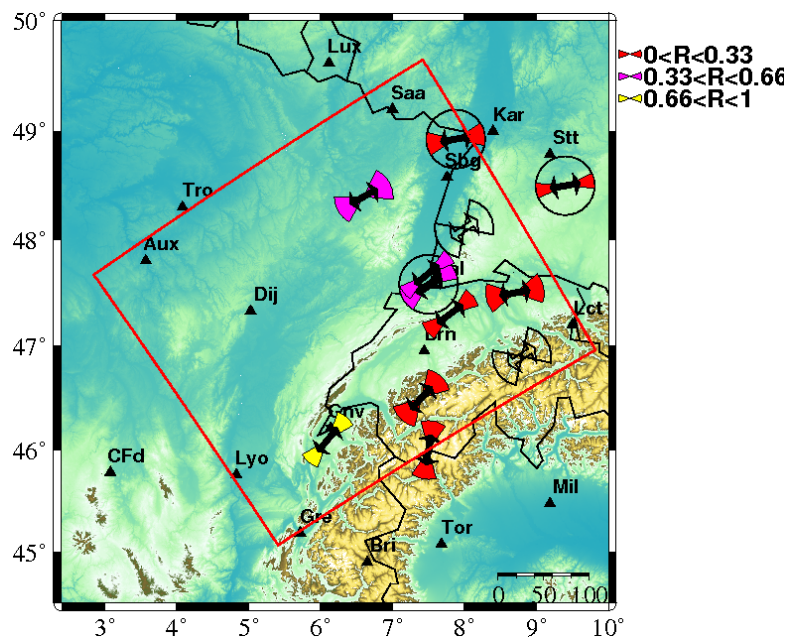 50°
Lux
0<R<0.33
0.33<R<0.66
0.66<R<1
Saa
Kar
49°
Stt
Sbg
Tro
48°
Aux
Dij
Lct
47°
Brn
Gnv
46°
CFd
Lyo
Mil
Gre
Tor
45°
Bri
0 50 100
3° 4° 5° 6° 7° 8° 9° 10°